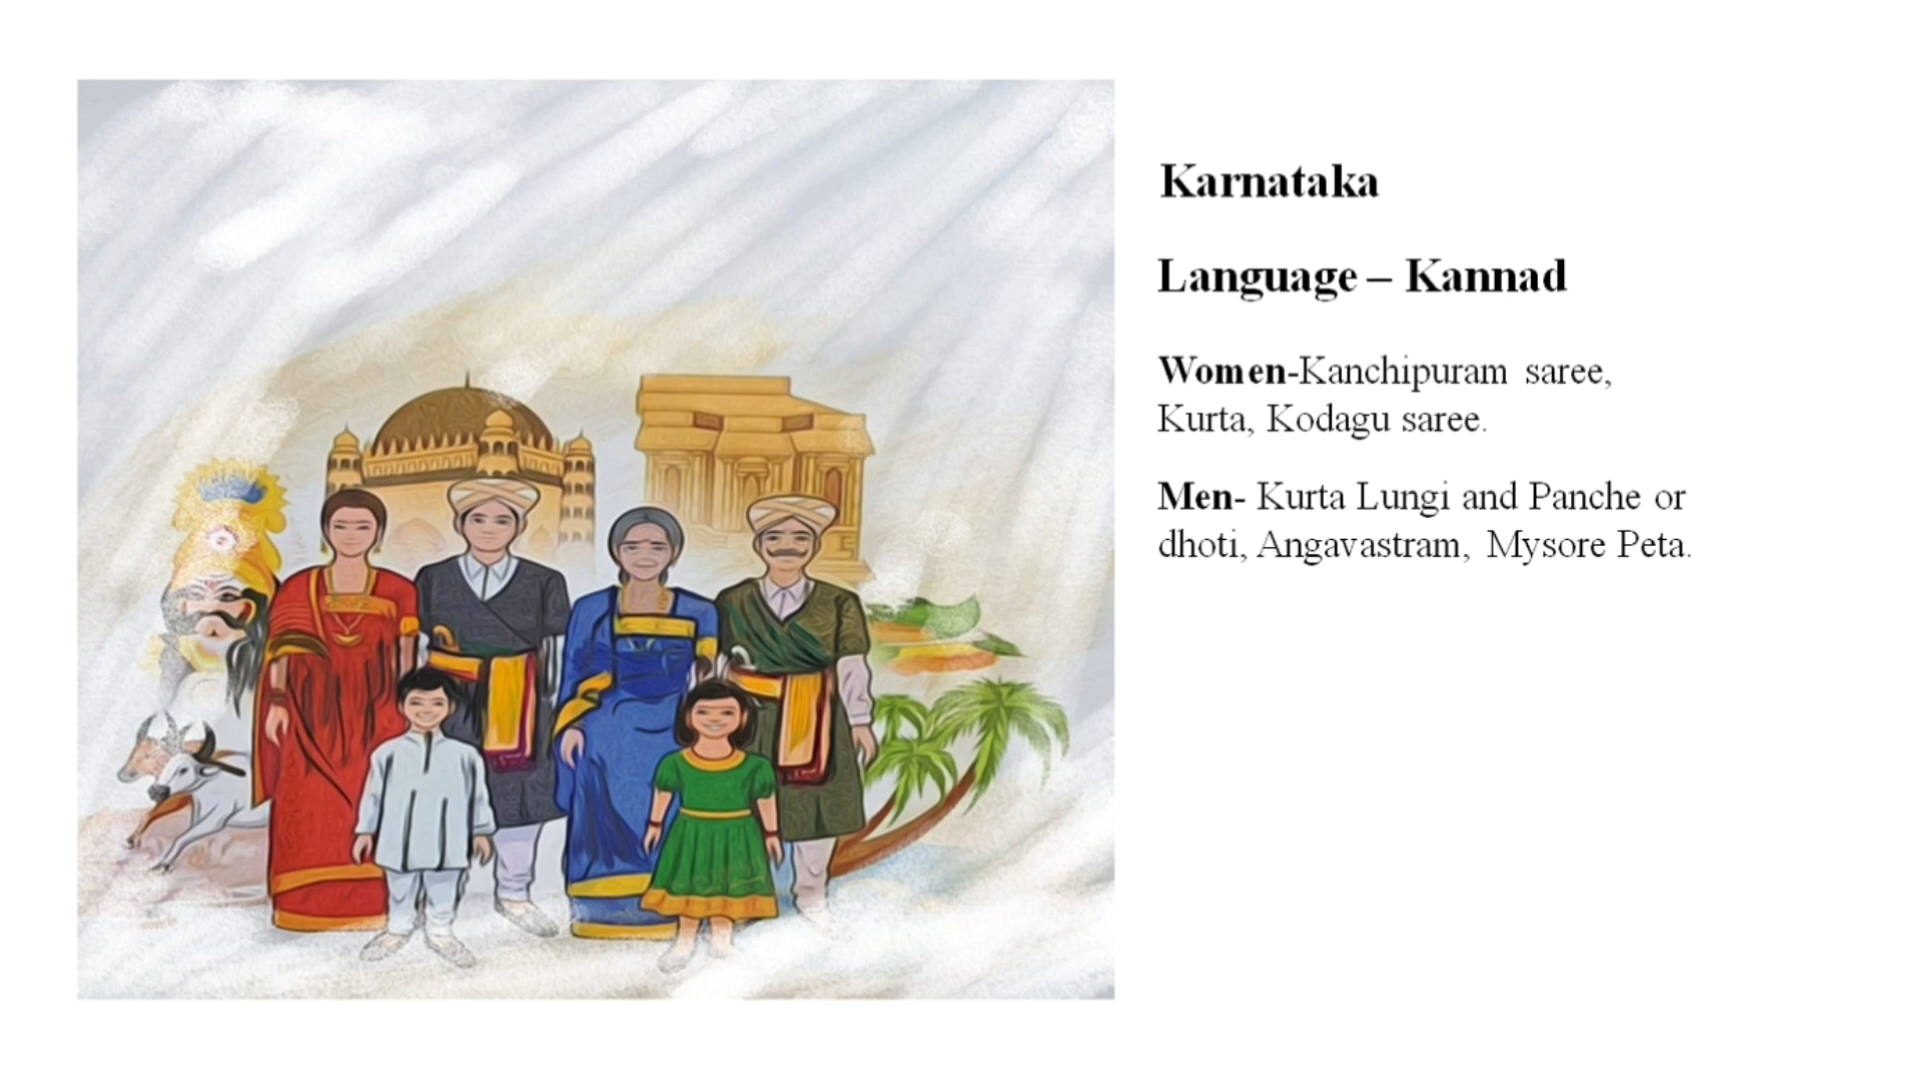 Karnataka
Language – Kannad
Women-Kanchipuram saree,
Kurta, Kodagu saree.
Men- Kurta Lungi and Panche or
dhoti, Angavastram, Mysore Peta.